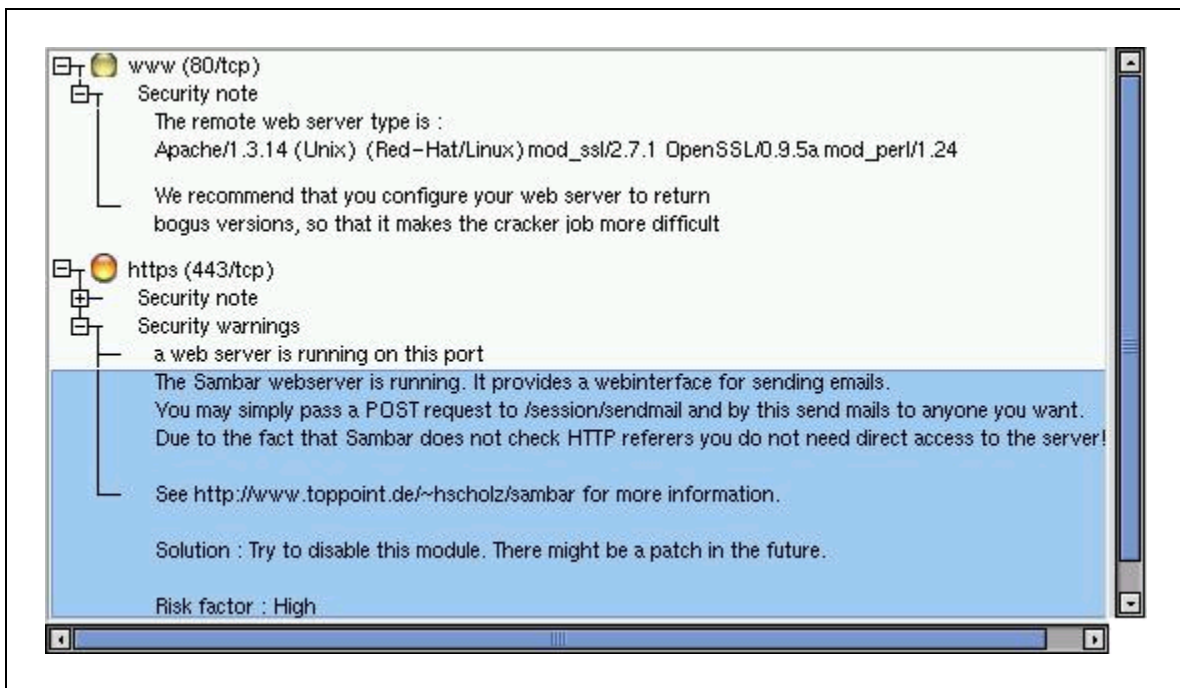 www (80/tcp)
Security note
The remote web server type is :
Apache/1.3.14 (Unix) (Red-Hat/Linux) mod_ssl/2.7.1 OpenSSL/0.9.5a mod_perl/1.24
We recommend that you configure your web server to return
bogus versions, so that it makes the cracker job more difficult
https (443/tcp)
Security note
Security warnings
a web server is running on this port
The Sambar webserver is running. It provides a webinterface for sending emails.
You may simply pass a POST request to /session/sendmail and by this send mails to anyone you want.
Due to the fact that Sambar does not check HTTP referers you do not need direct access to the server!
See http://www.toppoint.de/~hscholz/sambar for more information.
Solution : Try to disable this module. There might be a patch in the future.
Risk factor : High